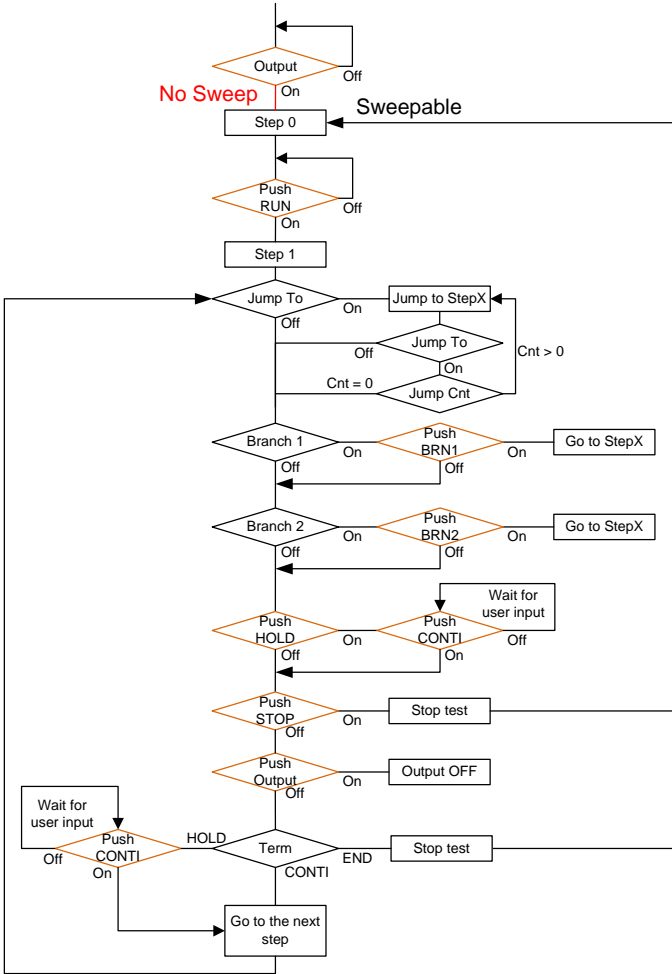 Output
Off
On
No Sweep
Sweepable
Step 0
Push
RUN
Off
On
Step 1
Jump To
On
Jump to StepX
Off
Jump To
Off
On
Cnt > 0
Cnt = 0
Jump Cnt
Branch 1
On
Push
BRN1
On
Go to StepX
Off
Off
Branch 2
On
Push
BRN2
On
Go to StepX
Off
Off
Wait for
user input
Push
HOLD
On
Push
CONTI
Off
Off
On
Push
STOP
On
Stop test
Off
Push
Output
On
Output OFF
Off
Wait for
user input
Push
CONTI
Off
On
HOLD
Term
END
Stop test
CONTI
Go to the next
step